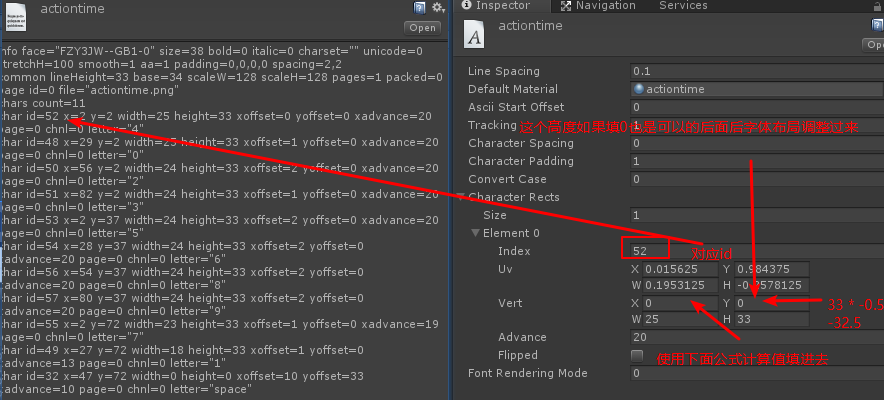 actiontime
Open
nfo face="FZY3JW--GB1-0" size=38 bold=0 italic=0 charset="" unicode=0
stretchH=100 smooth=1 aa=1 padding=0,0,0,0 spacing=2,2
common lineHeight=33 base=34 scaleW=128 scaleH=128 pages=1 packed=0
page id=0 file="actiontime.png"
chars count=11
char id=52 x=2 y=2 width=25 height=33 xoffset=0 yoffset=0 xadvance=20
page=0 chnl=0 letter="4"
char id=48 x=29 y=2 width=25 height=33 xoffset=1 yoffset=0 xadvance=20
page=0 chnl=0 letter="0"
char id=50 x=56 y=2 width=24 height=33 xoffset=2 yoffset=0 xadvance=20
page=0 chnl=0 letter="2"
char id=51 x=82 y=2 width=24 height=33 xoffset=1 yoffset=0 xadvance=20
page=0 chnl=0 letter="3"
char id=53 x=2 y=37 width=24 height=33 xoffset=2 yoffset=0 xadvance=20
page=0 chnl=0 letter="5"
char id=54 x=28 y=37 width=24 height=33 xoffset=2 yoffset=0
xadvance=20 page=0 chnl=0 letter="6"
char id=56 x=54 y=37 width=24 height=33 xoffset=2 yoffset=0
xadvance=20 page=0 chnl=0 letter="8"
char id=57 x=80 y=37 width=24 height=33 xoffset=2 yoffset=0
xadvance=20 page=0 chnl=0 letter="9"
char id=55 x=2 y=72 width=23 height=33 xoffset=2 yoffset=0 xadvance=19
page=0 chnl=0 letter="7"
char id=49 x=27 y=72 width=18 height=33 xoffset=1 yoffset=0
xadvance=13 page=0 chnl=0 letter="1"
char id=32 x=47 y=72 width=0 height=0 xoffset=10 yoffset=33
xadvance=10 page=0 chnl=0 letter="space"
Inspector Navigation Services
actiontime
Open
Line Spacing 0.1
Default Material actiontime
Ascii Start Offset 0
Tracking 1
这个高度如果填0也是可以的后面后字体布局调整过来
Character Spacing 0
Character Padding 1
Convert Case 0
Character Rects
Size 1
Element 0
Index 52
对应id
Uv X 0.015625 Y 0.984375
W 0.1953125 H -0.2578125
Vert X 0 Y 0
33 * -0.5
-32.5
W 25 H 33
Advance 20
Flipped
使用下面公式计算值填进去
Font Rendering Mode 0